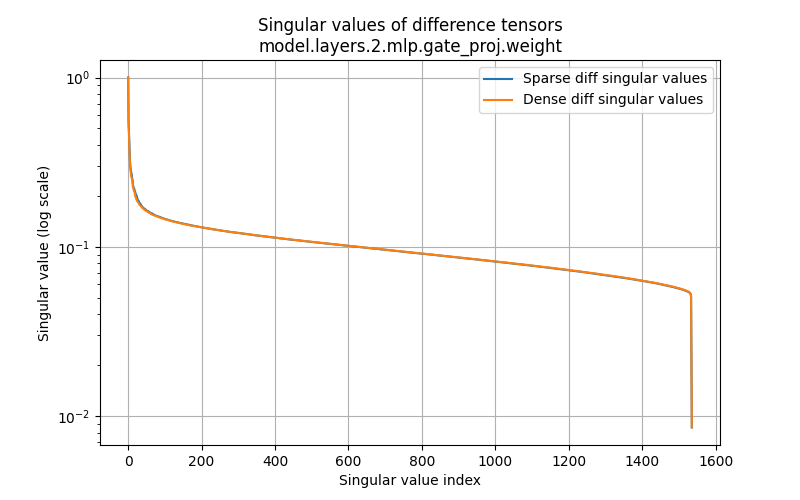 Singular values of difference tensors
model.layers.2.mlp.gate_proj.weight
Sparse diff singular values
Dense diff singular values
Singular value (log scale)
10⁰
10⁻¹
10⁻²
0 200 400 600 800 1000 1200 1400 1600
Singular value index